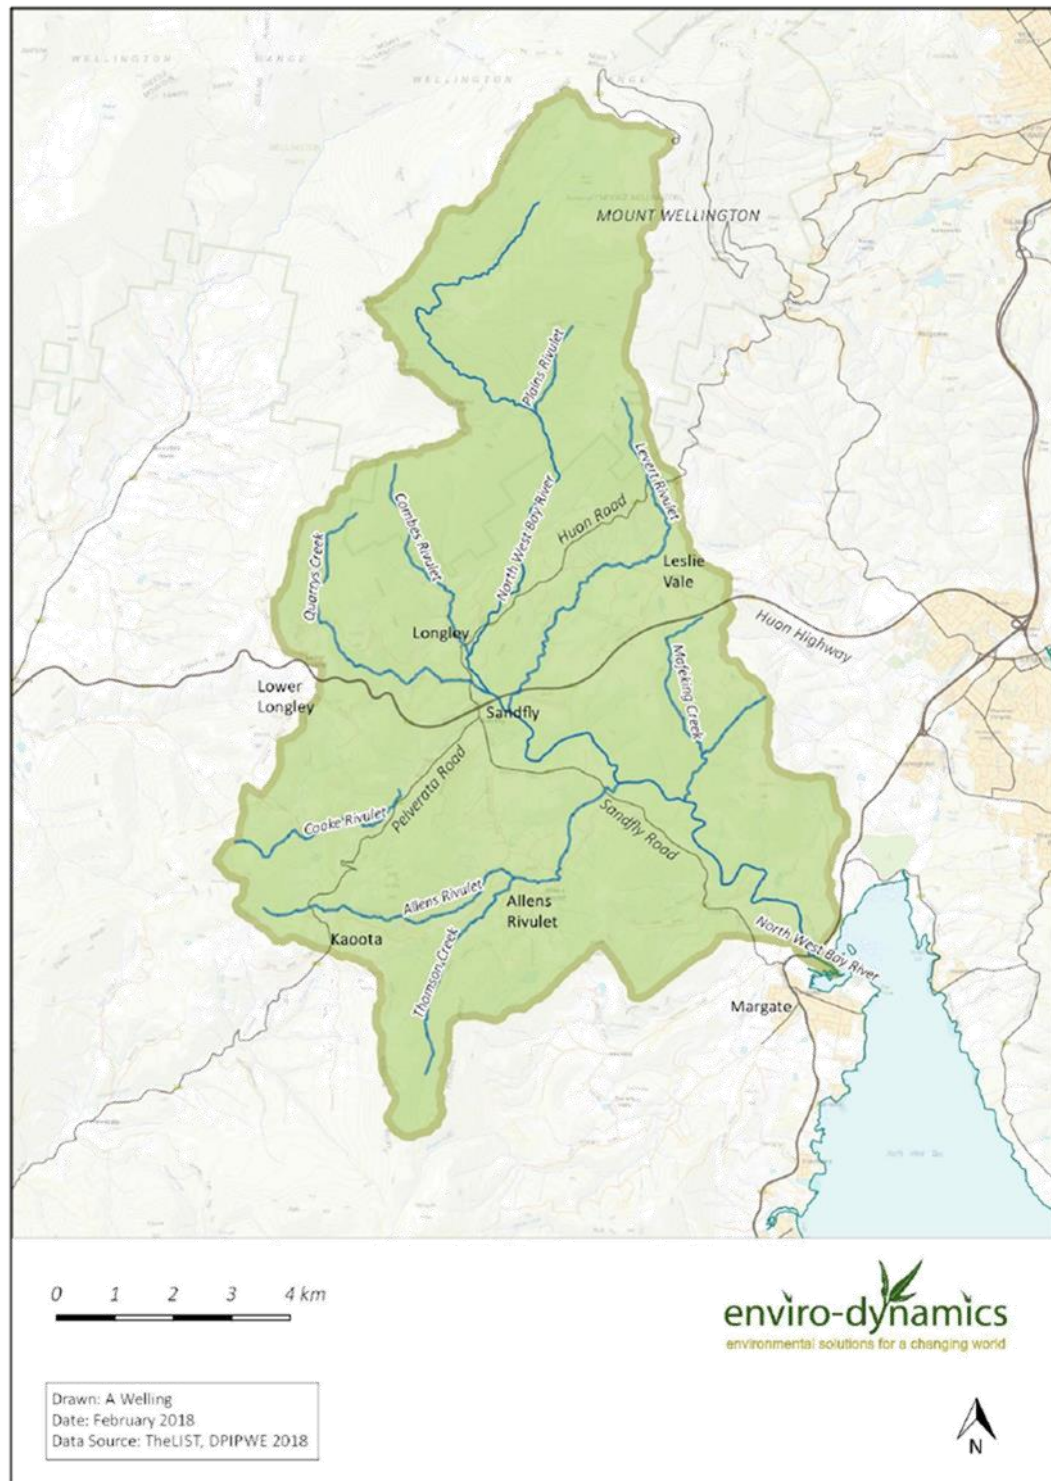 WELLINGTON
RANGE
WELLINGTON
RANGE
MOUNT WELLINGTON
Plains Rivulet
Levert Rivulet
Combes Rivulet
North West Bay River
Huon Road
Quarrys Creek
Leslie
Vale
Huon Highway
Longley
Mafeking Creek
Lower
Longley
Sandfly
Pelverata Road
Cooke Rivulet
Sandfly Road
Allens Rivulet
Allens
Rivulet
Kaoota
North West Bay River
Thomson Creek
Margate
0 1 2 3 4 km
enviro-dynamics
environmental solutions for a changing world
Drawn: A Welling
Date: February 2018
Data Source: TheLIST, DPIPWE 2018
N